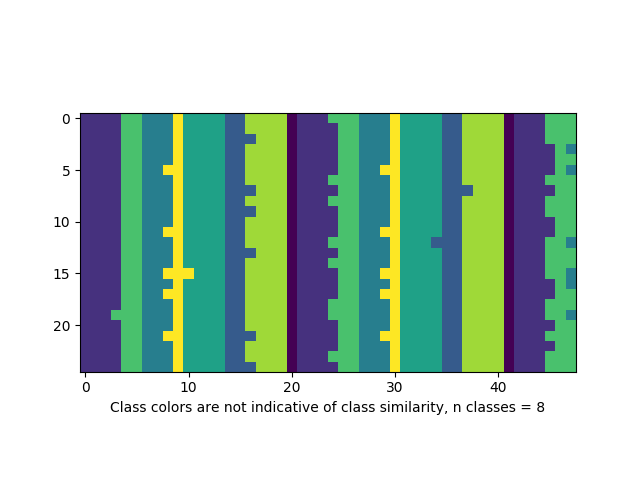 0
5
10
15
20
0 10 20 30 40
Class colors are not indicative of class similarity, n classes = 8